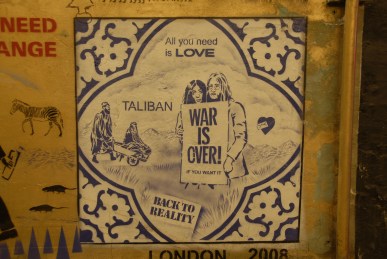 NEED
ANGE
All you need
is LOVE
TALIBAN
WAR
IS
OVER!
IF YOU WANT IT
BACK TO
REALITY
LONDON 2008